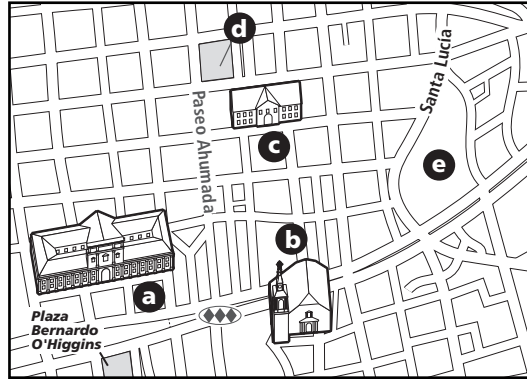 d
Santa Lucía
Paseo Ahumada
c
e
b
a
Plaza
Bernardo
O'Higgins